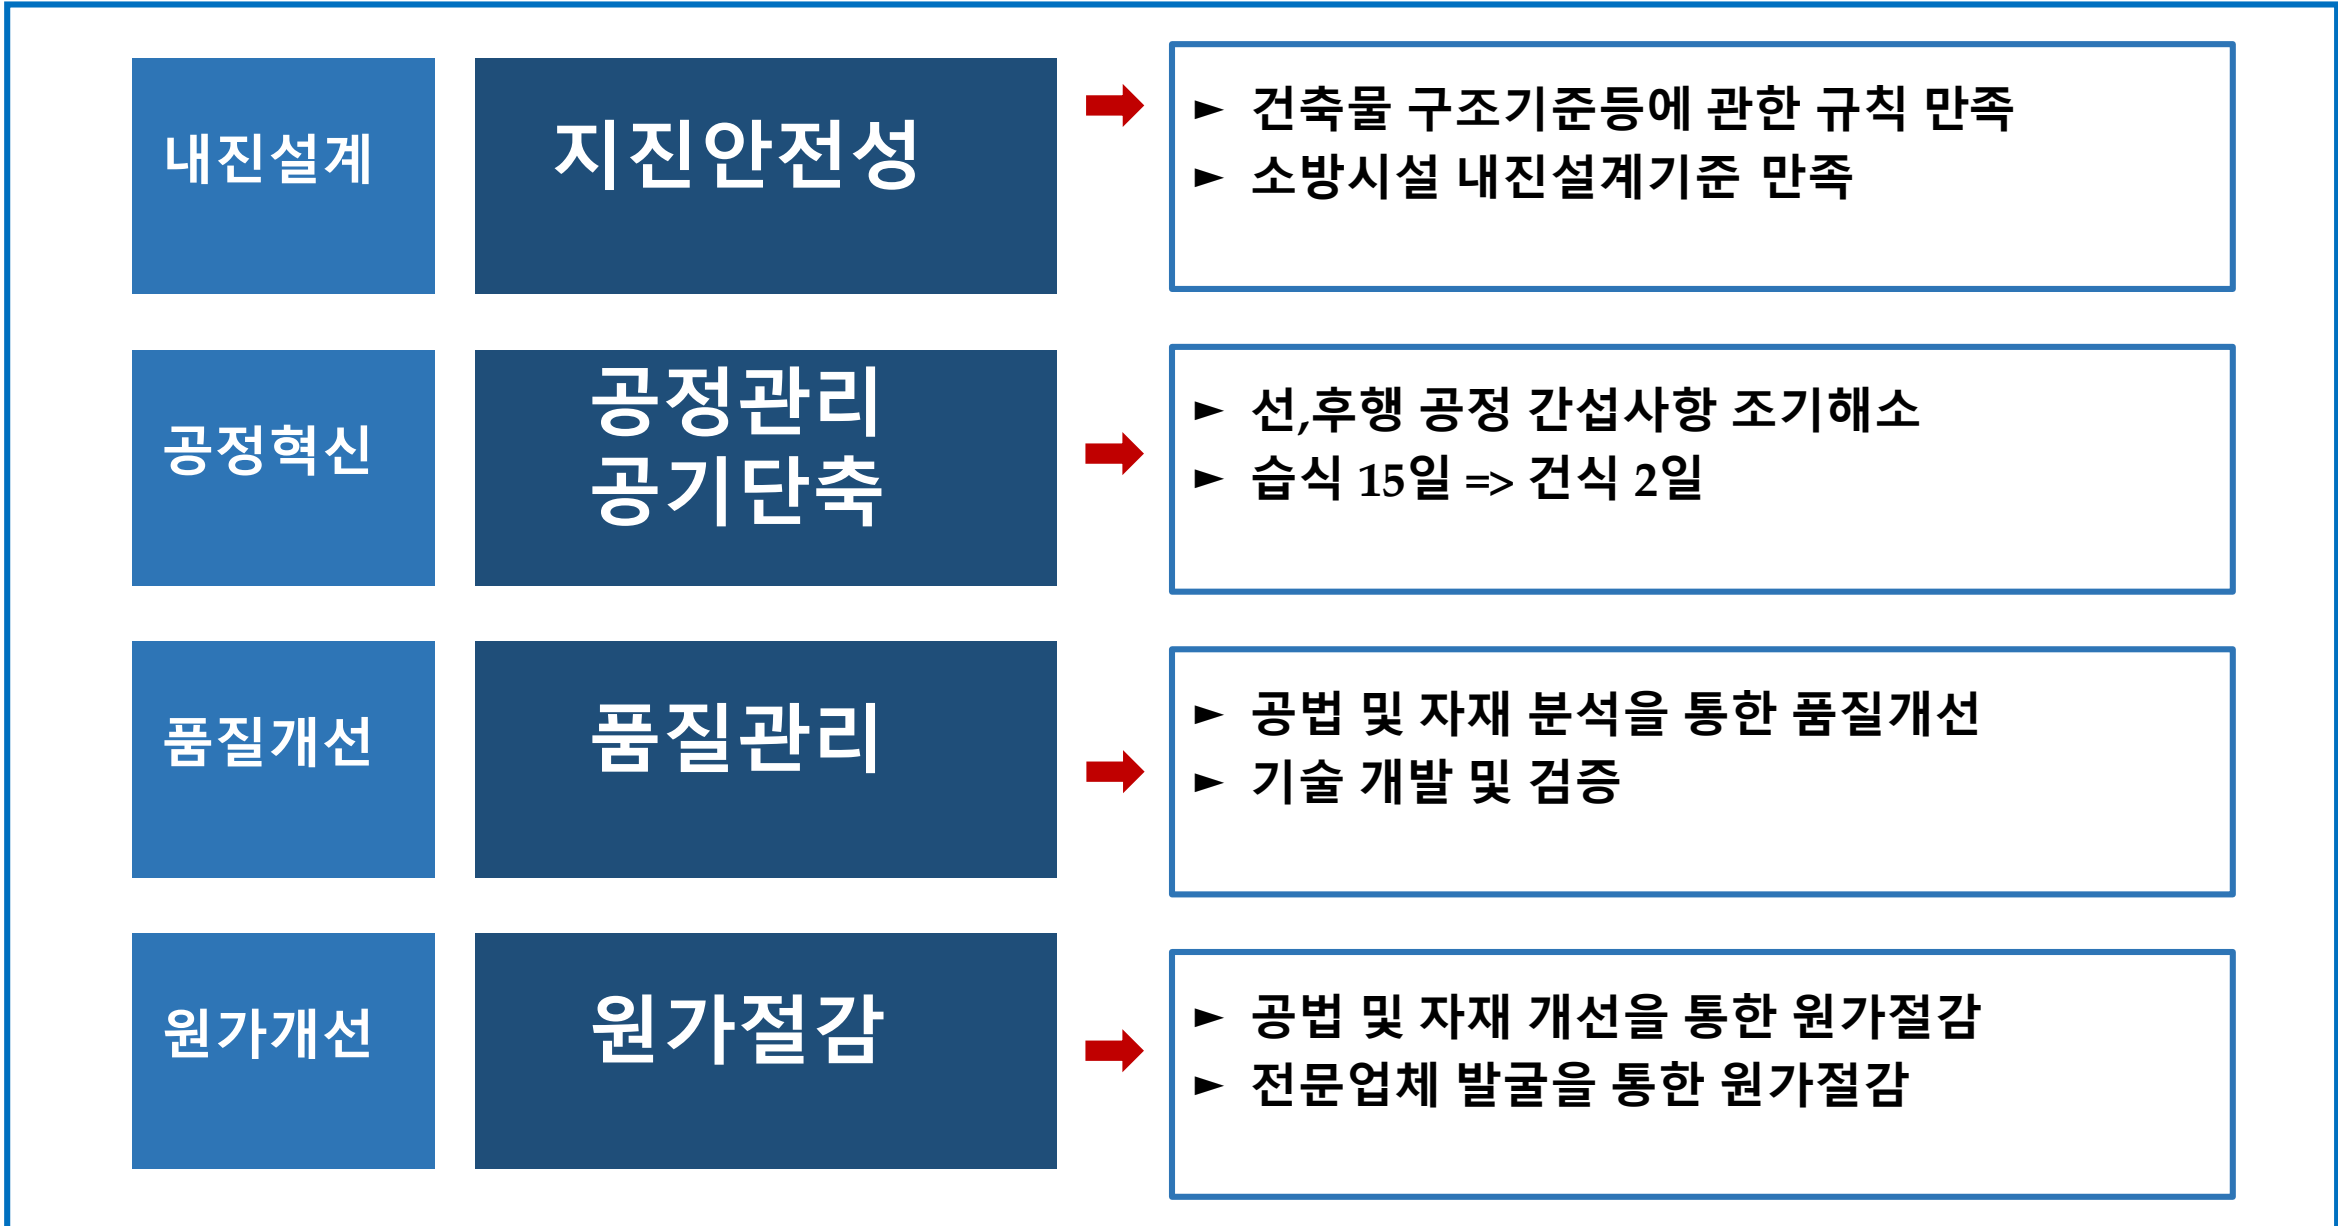 내진설계
지진안전성
► 건축물 구조기준등에 관한 규칙 만족
► 소방시설 내진설계기준 만족
공정혁신
공정관리
공기단축
► 선,후행 공정 간섭사항 조기해소
► 습식 15일 => 건식 2일
품질개선
품질관리
► 공법 및 자재 분석을 통한 품질개선
► 기술 개발 및 검증
원가개선
원가절감
► 공법 및 자재 개선을 통한 원가절감
► 전문업체 발굴을 통한 원가절감